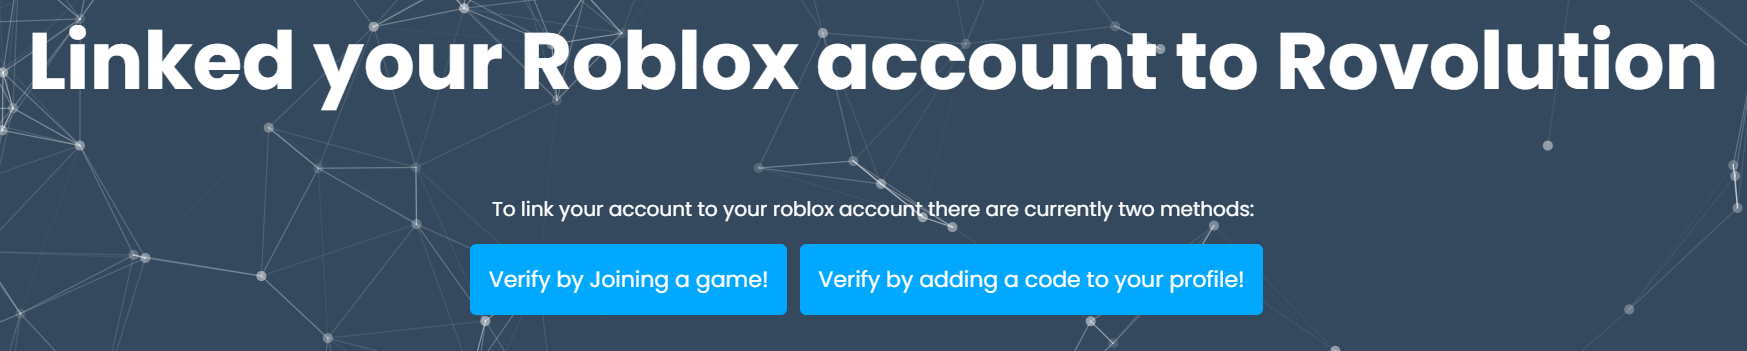 Linked your Roblox account to Rovolution
To link your account to your roblox account there are currently two methods:
Verify by Joining a game!
Verify by adding a code to your profile!